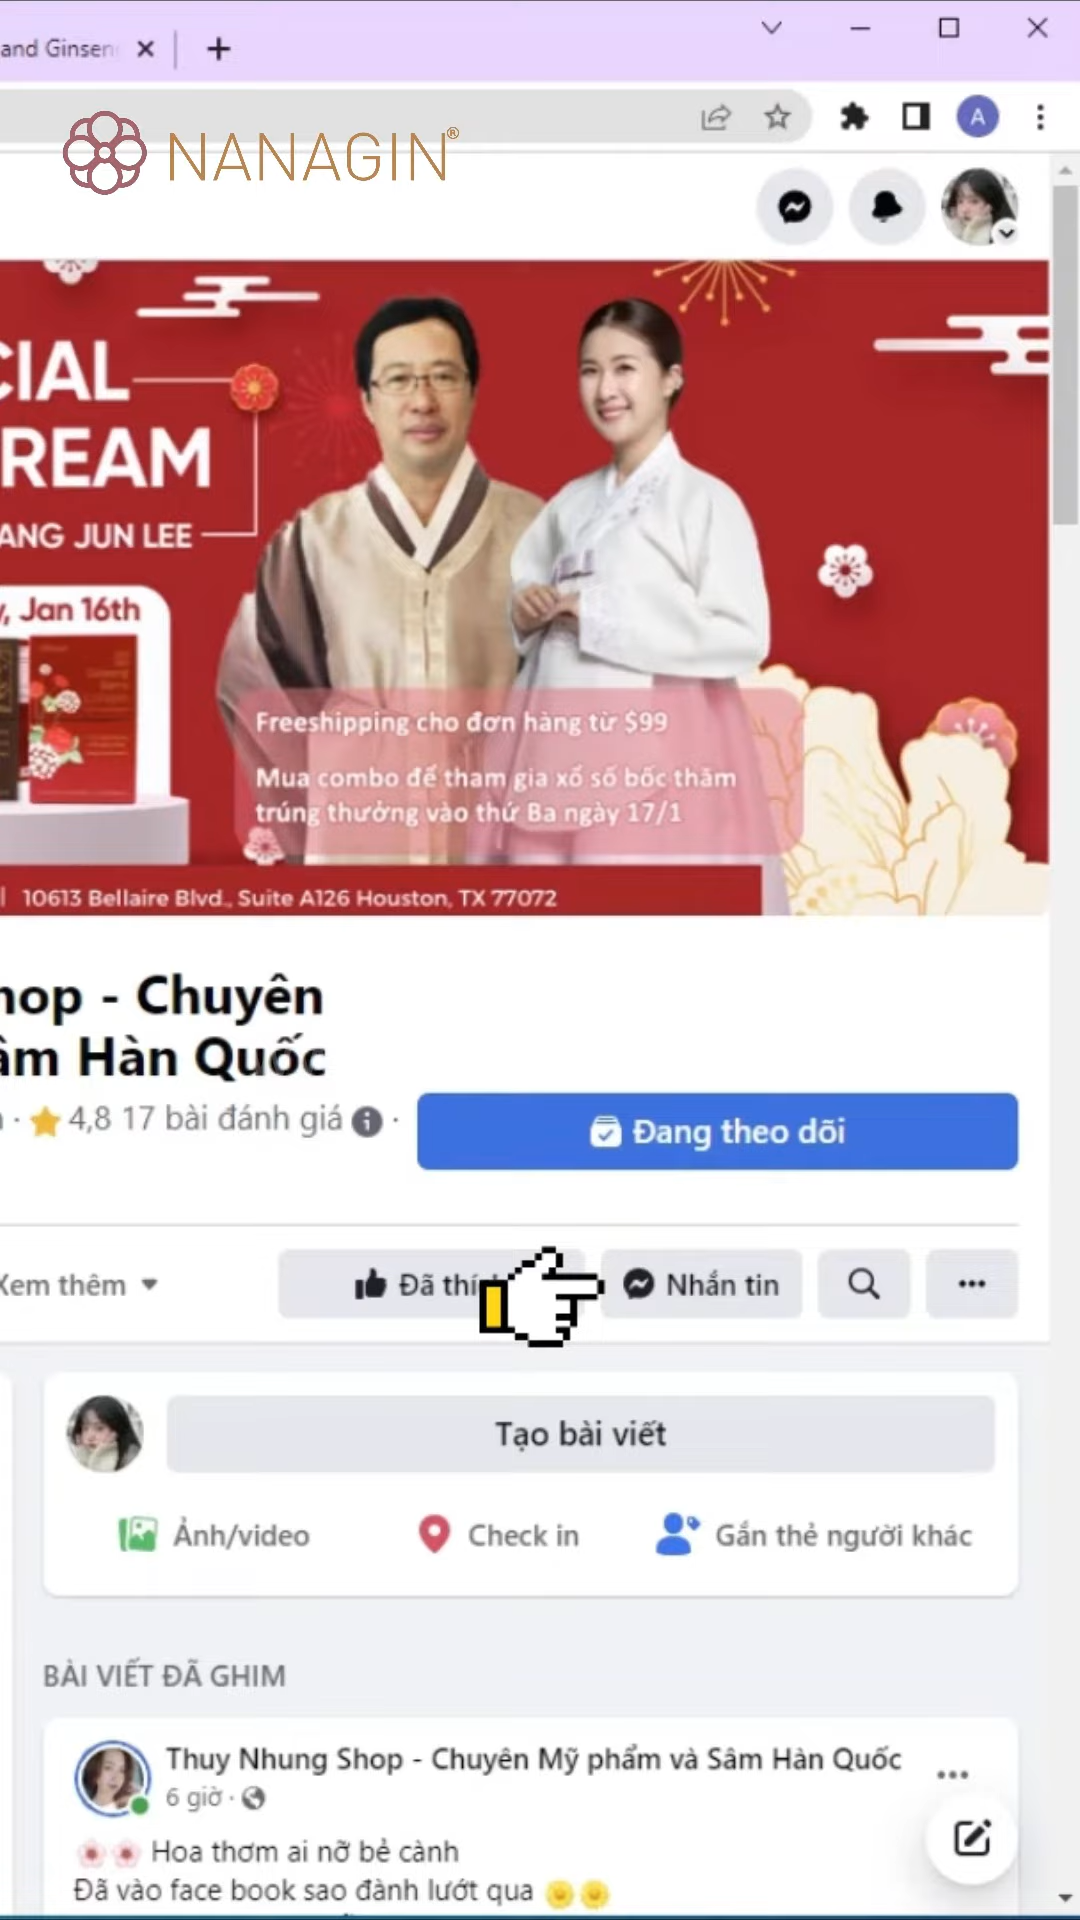 and Ginsen
A
NANAGIN®
CIAL
REAM
ANG JUN LEE
, Jan 16th
Freeshipping cho đơn hàng từ $99
Mua combo để tham gia xổ số bốc thăm
trúng thưởng vào thứ Ba ngày 17/1
| 10613 Bellaire Blvd., Suite A126 Houston, TX 77072
hop - Chuyên
âm Hàn Quốc
· 4,8 17 bài đánh giá ·
Đang theo dõi
Xem thêm
Đã thí
Nhắn tin
Tạo bài viết
Ảnh/video
Check in
Gắn thẻ người khác
BÀI VIẾT ĐÃ GHIM
Thuy Nhung Shop - Chuyên Mỹ phẩm và Sâm Hàn Quốc
6 giờ ·
🌸🌸 Hoa thơm ai nỡ bẻ cành
Đã vào face book sao đành lướt qua 🌼🌼